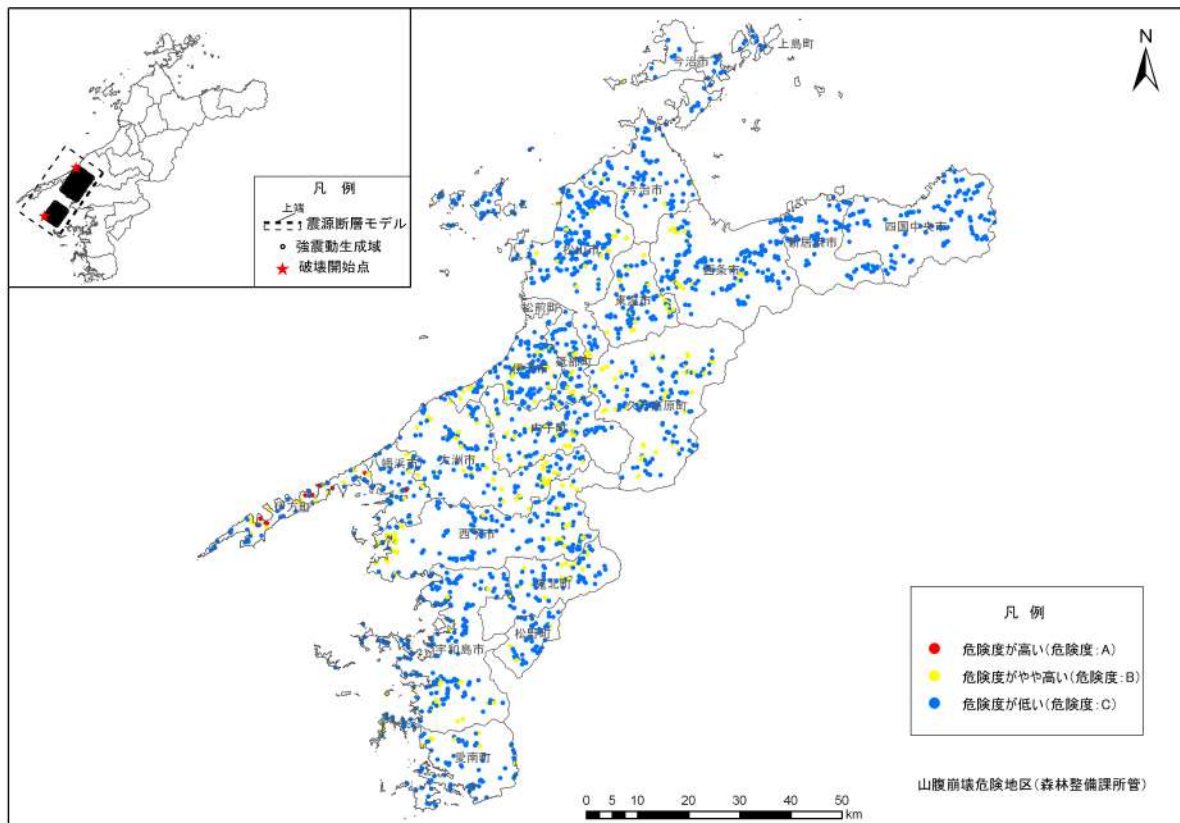 凡 例
上端
震源断層モデル
強震動生成域
破壊開始点
N
上島町
今治市
今治市
四国中央市
新居浜市
西条市
松山市
東温市
松前町
砥部町
伊予市
久万高原町
内子町
大洲市
八幡浜市
伊方町
西予市
鬼北町
松野町
宇和島市
愛南町
凡 例
危険度が高い(危険度:A)
危険度がやや高い(危険度:B)
危険度が低い(危険度:C)
山腹崩壊危険地区(森林整備課所管)
0 5 10 20 30 40 50
km